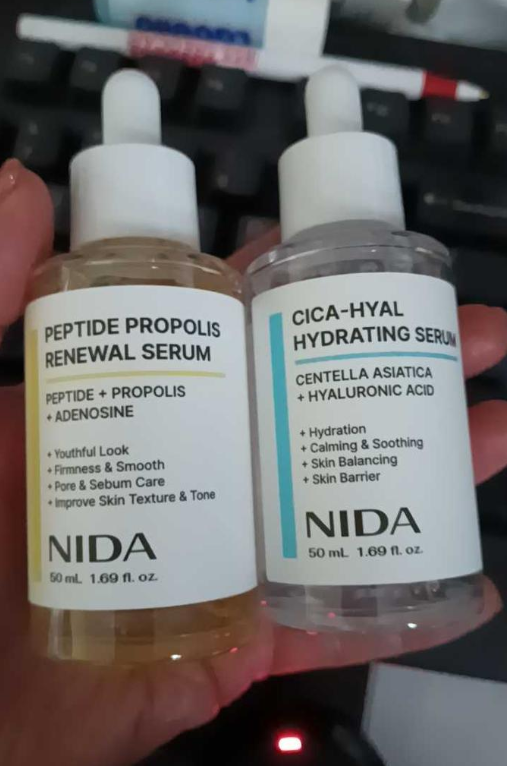 PEPTIDE PROPOLIS
RENEWAL SERUM
PEPTIDE + PROPOLIS
+ ADENOSINE
+ Youthful Look
+ Firmness & Smooth
+ Pore & Sebum Care
+ Improve Skin Texture & Tone
NIDA
50 mL 1.69 fl. oz.
CICA-HYAL
HYDRATING SERUM
CENTELLA ASIATICA
+ HYALURONIC ACID
+ Hydration
+ Calming & Soothing
+ Skin Balancing
+ Skin Barrier
NIDA
50 mL 1.69 fl. oz.